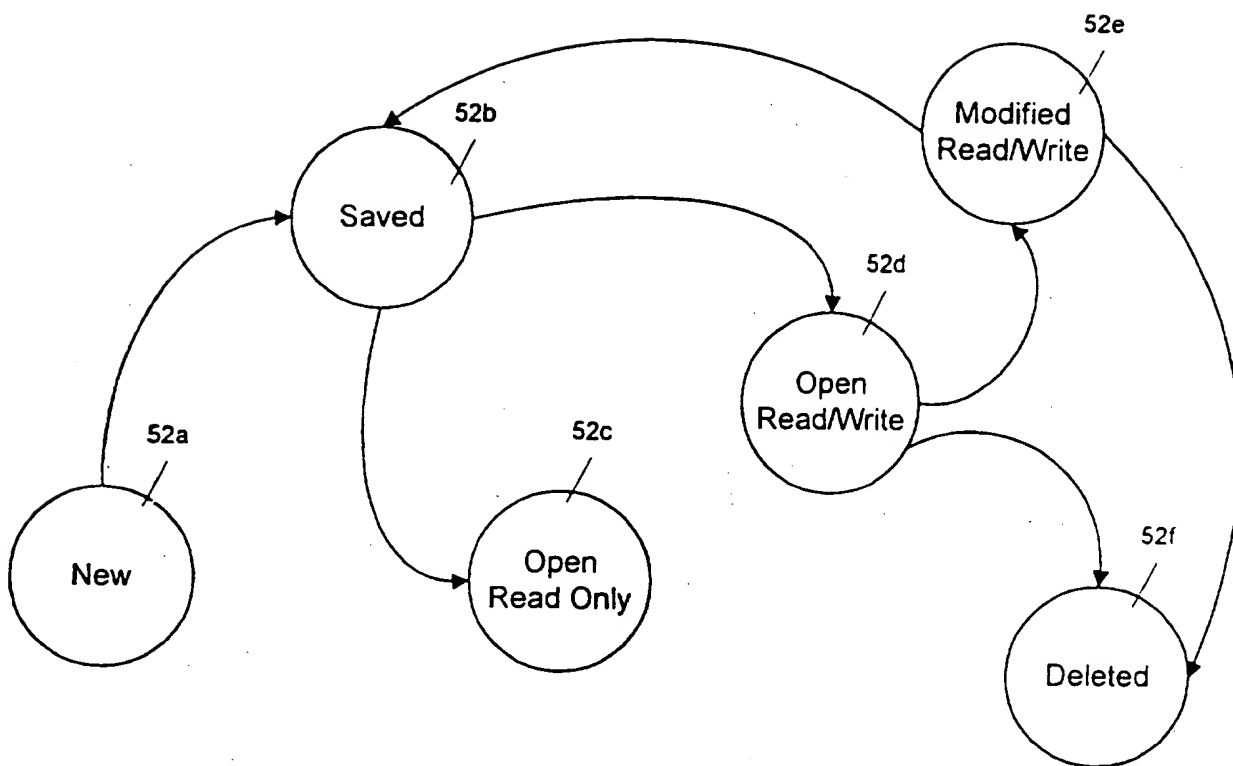 52e
Modified
Read/Write
52b
Saved
52d
Open
Read/Write
52a
New
52c
Open
Read Only
52f
Deleted